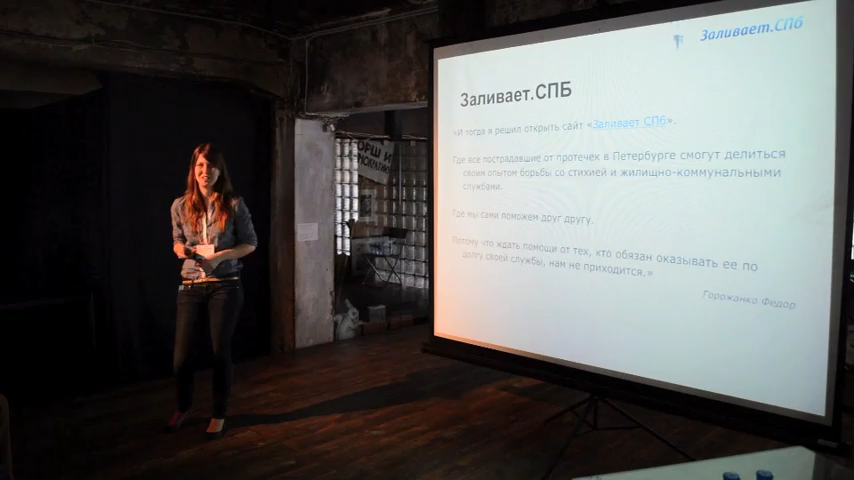 Заливает.СПб
Заливает.СПБ
«И тогда я решил открыть сайт «Заливает СПб».
Где все пострадавшие от протечек в Петербурге смогут делиться
своим опытом борьбы со стихией и жилищно-коммунальными
службами.
Где мы сами поможем друг другу.
Потому что ждать помощи от тех, кто обязан оказывать ее по
долгу своей службы, нам не приходится.»
Горожанко Федор
ОРШ И